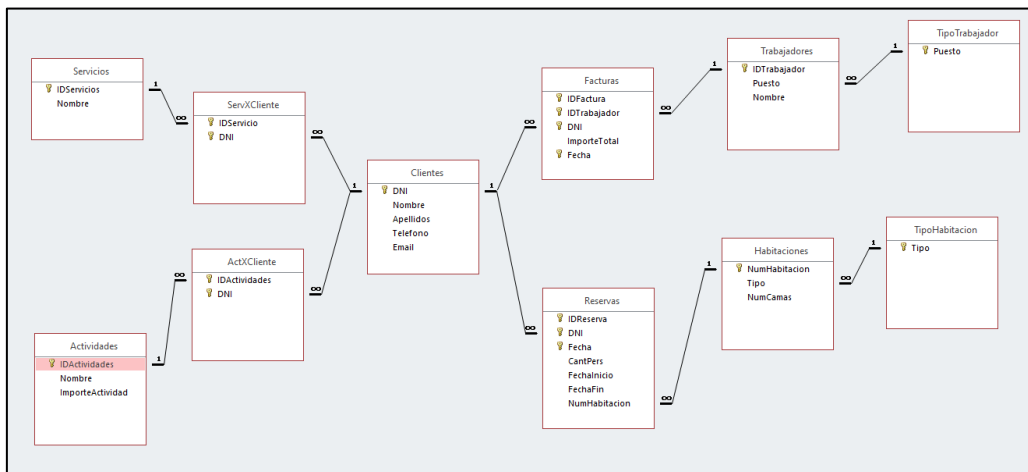 Servicios
IDServicios
Nombre
1
∞
ServXCliente
IDServicio
DNI
∞
Actividades
IDActividades
Nombre
ImporteActividad
1
∞
ActXCliente
IDActividades
DNI
∞
1
Clientes
DNI
Nombre
Apellidos
Telefono
Email
1
∞
Facturas
IDFactura
IDTrabajador
DNI
ImporteTotal
Fecha
∞
1
Trabajadores
IDTrabajador
Puesto
Nombre
∞
1
TipoTrabajador
Puesto
∞
Reservas
IDReserva
DNI
Fecha
CantPers
FechaInicio
FechaFin
NumHabitacion
∞
1
Habitaciones
NumHabitacion
Tipo
NumCamas
∞
1
TipoHabitacion
Tipo